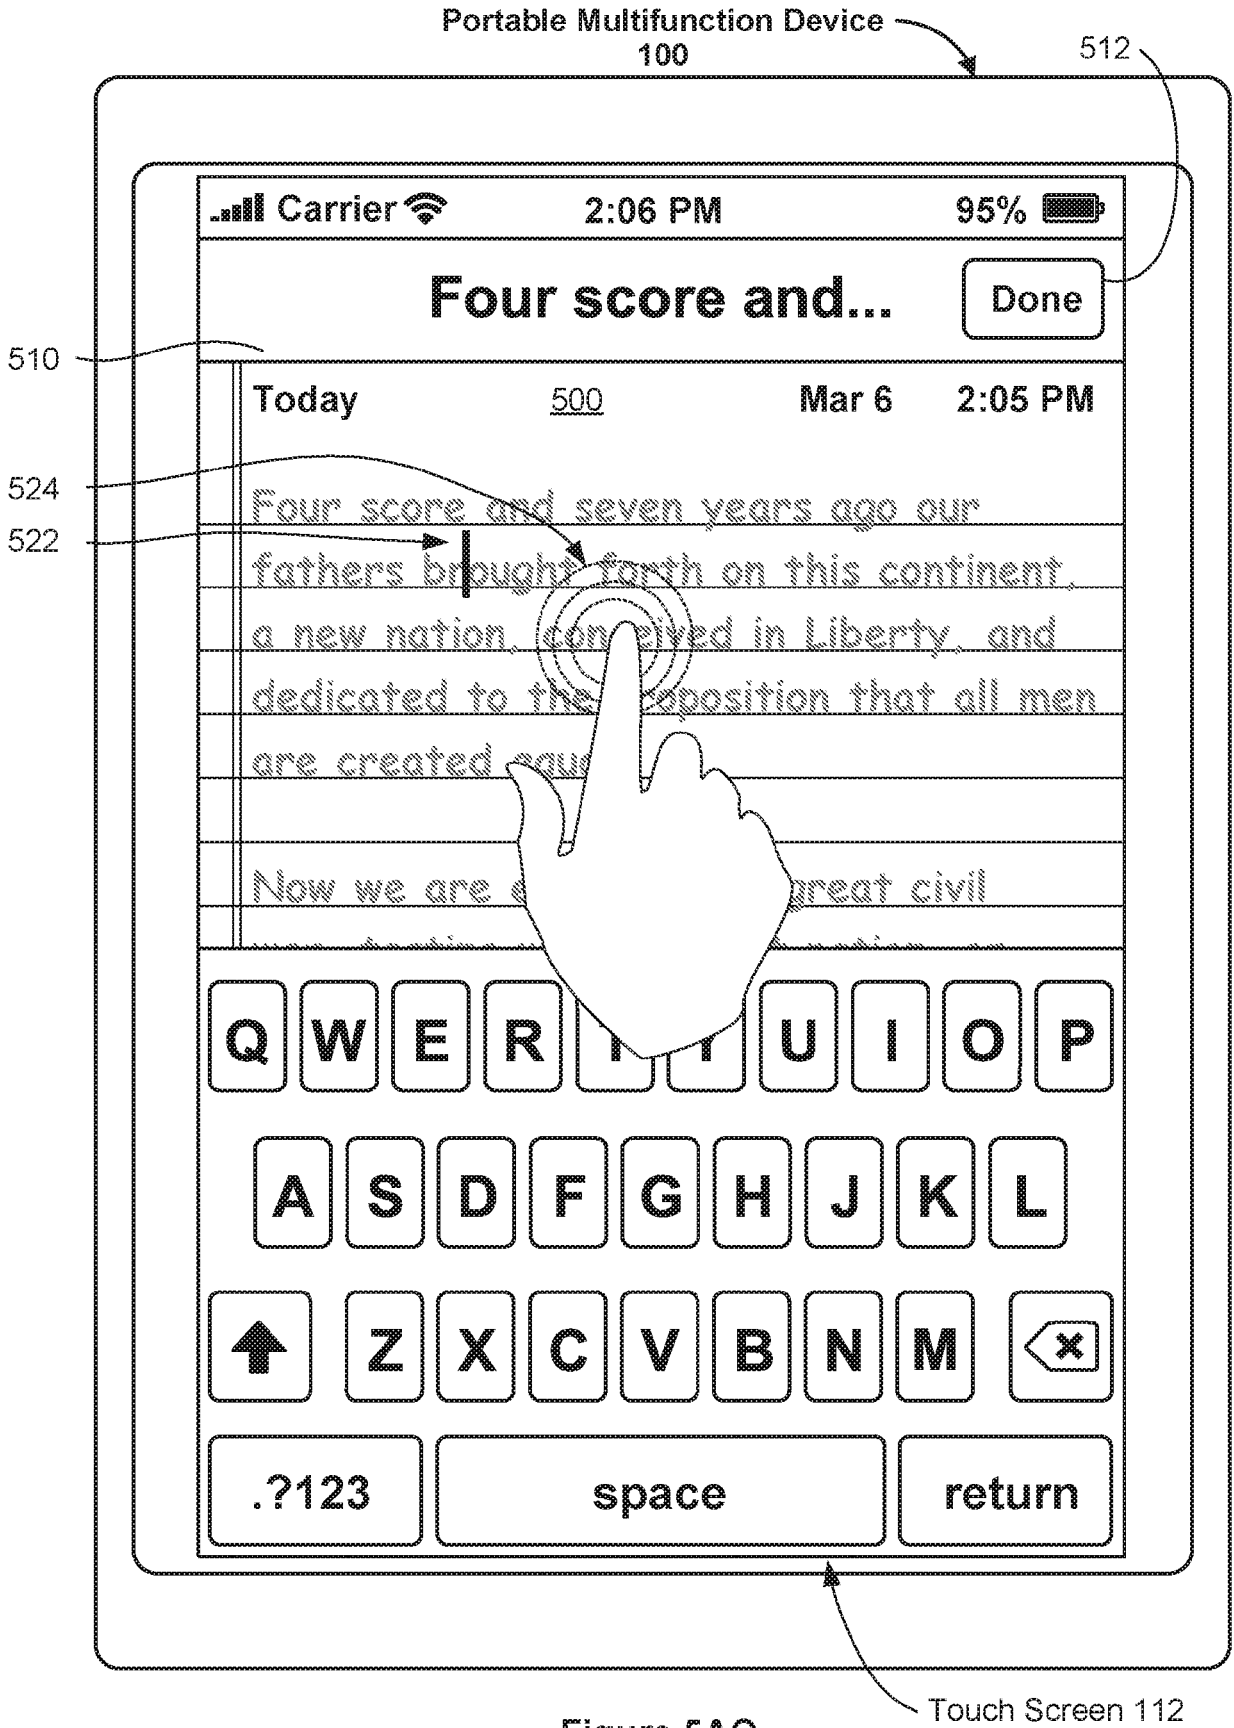 Portable Multifunction Device
100
512
Carrier 2:06 PM 95%
Four score and... Done
510
Today 500 Mar 6 2:05 PM
524
Four score and seven years ago our
522
fathers brought forth on this continent,
a new nation, conceived in Liberty, and
dedicated to the proposition that all men
are created
Now we are great civil
Q W E R T Y U I O P
A S D F G H J K L
Z X C V B N M
.?123 space return
Touch Screen 112